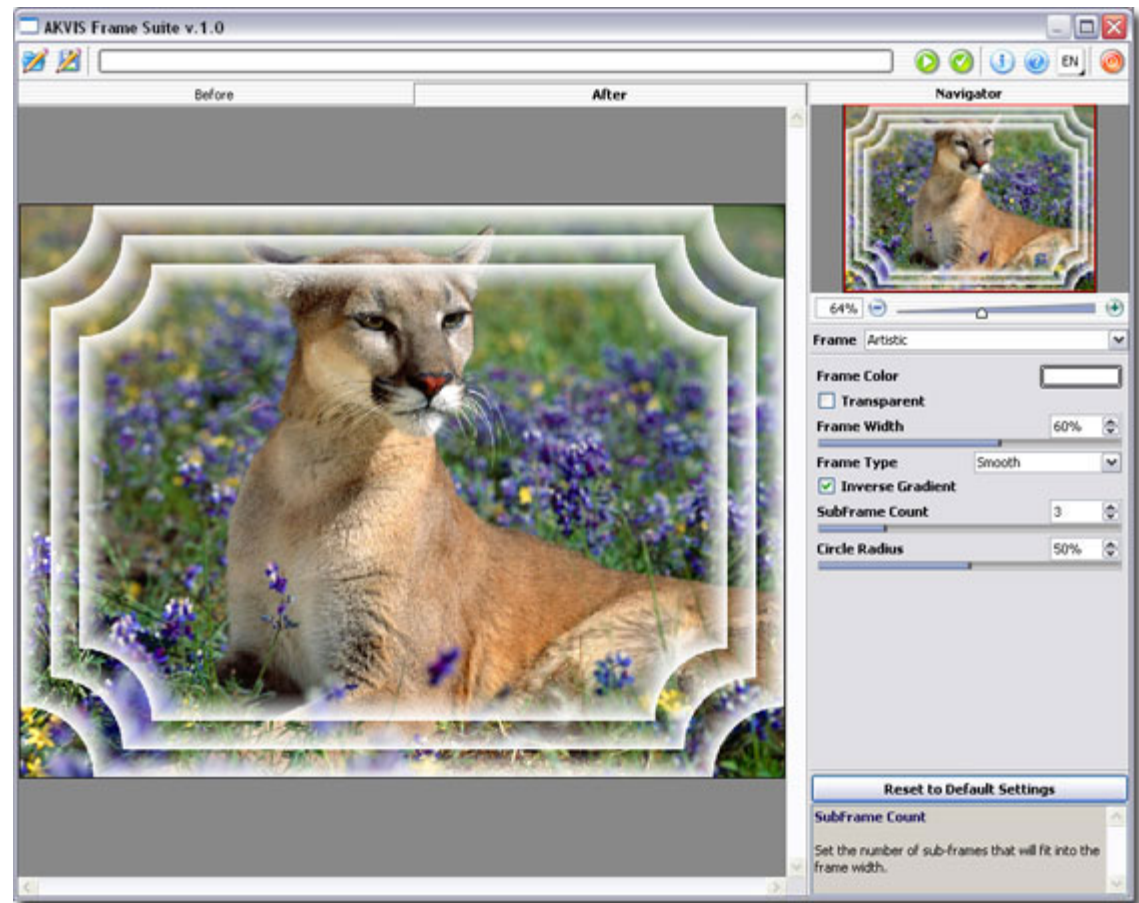 AKVIS Frame Suite v.1.0
EN
Before
After
Navigator
64%
Frame Artistic
Frame Color
Transparent
Frame Width 60%
Frame Type Smooth
Inverse Gradient
SubFrame Count 3
Circle Radius 50%
Reset to Default Settings
SubFrame Count
Set the number of sub-frames that will fit into the
frame width.